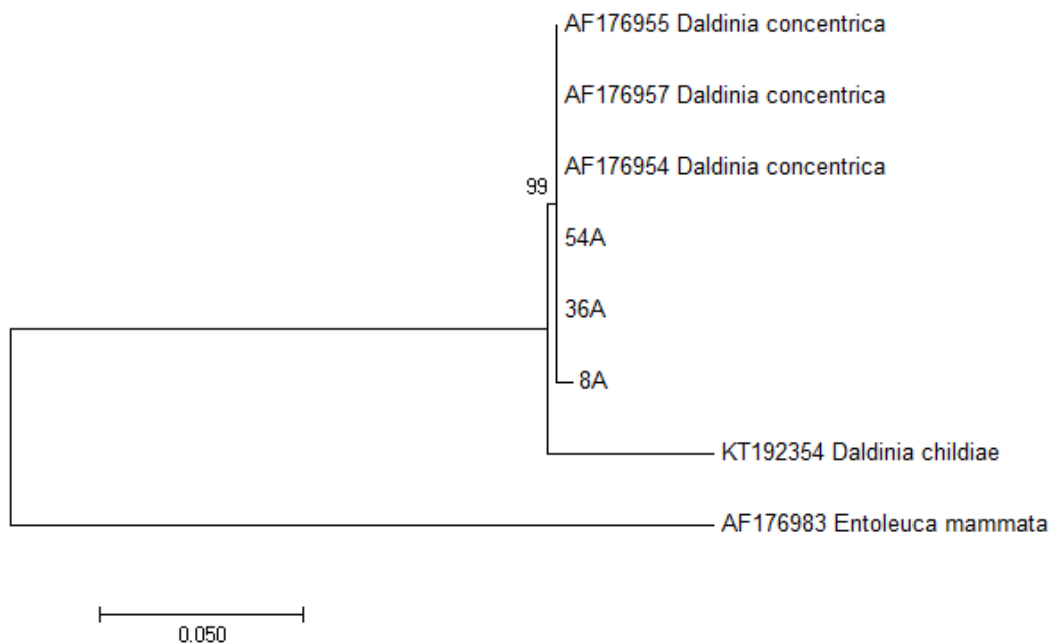 AF176955 Daldinia concentrica
AF176957 Daldinia concentrica
AF176954 Daldinia concentrica
99
54A
36A
8A
KT192354 Daldinia childiae
AF176983 Entoleuca mammata
0.050